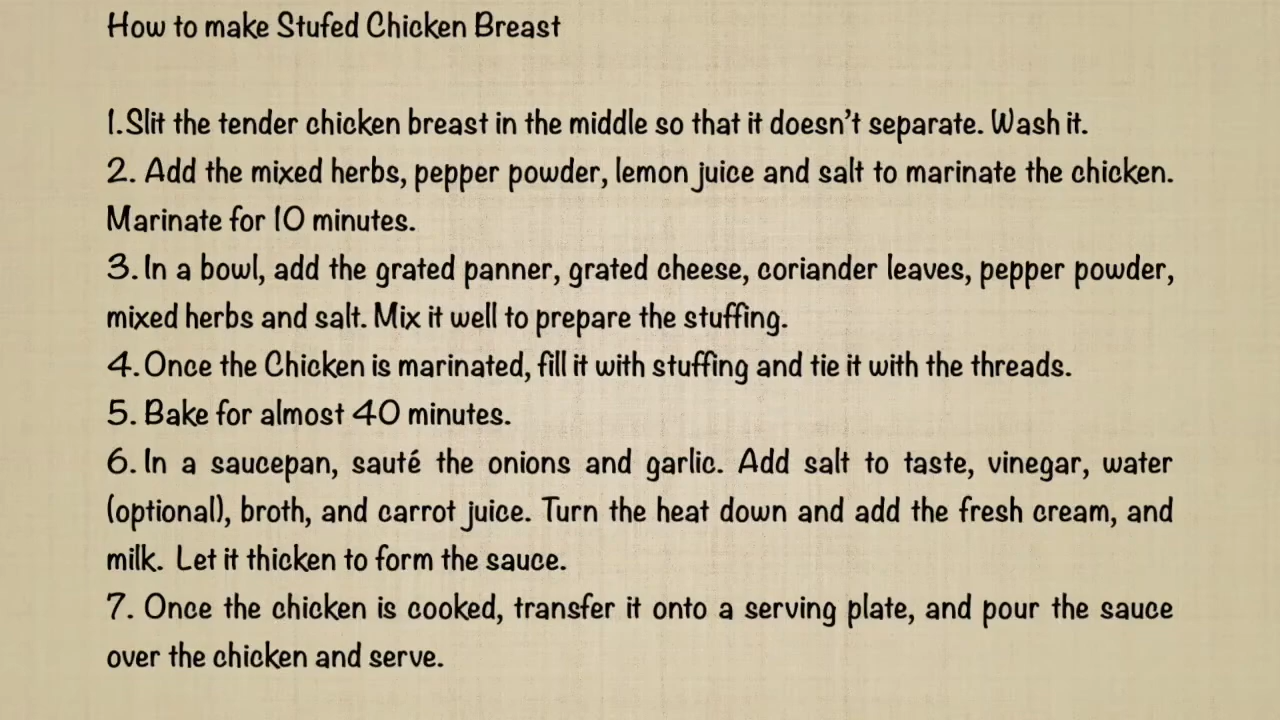 How to make Stufed Chicken Breast
1.Slit the tender chicken breast in the middle so that it doesn't separate. Wash it.
2. Add the mixed herbs, pepper powder, lemon juice and salt to marinate the chicken.
Marinate for 10 minutes.
3. In a bowl, add the grated panner, grated cheese, coriander leaves, pepper powder,
mixed herbs and salt. Mix it well to prepare the stuffing.
4. Once the Chicken is marinated, fill it with stuffing and tie it with the threads.
5. Bake for almost 40 minutes.
6. In a saucepan, sauté the onions and garlic. Add salt to taste, vinegar, water
(optional), broth, and carrot juice. Turn the heat down and add the fresh cream, and
milk. Let it thicken to form the sauce.
7. Once the chicken is cooked, transfer it onto a serving plate, and pour the sauce
over the chicken and serve.